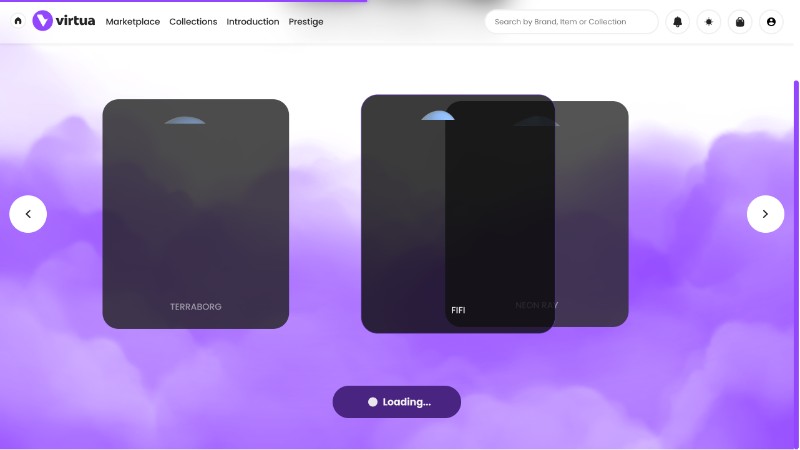 virtua
Marketplace Collections Introduction Prestige
Search by Brand, Item or Collection
TERRABORG
FIFI
NEON RAY
Loading...